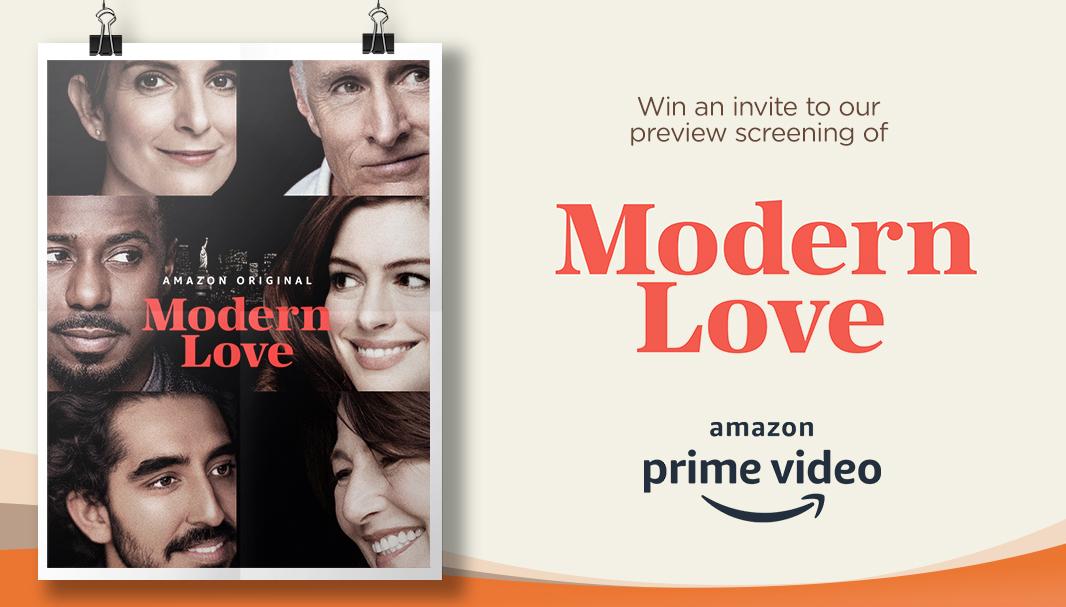 AMAZON ORIGINAL
Modern
Love
Win an invite to our
preview screening of
Modern
Love
amazon
prime video